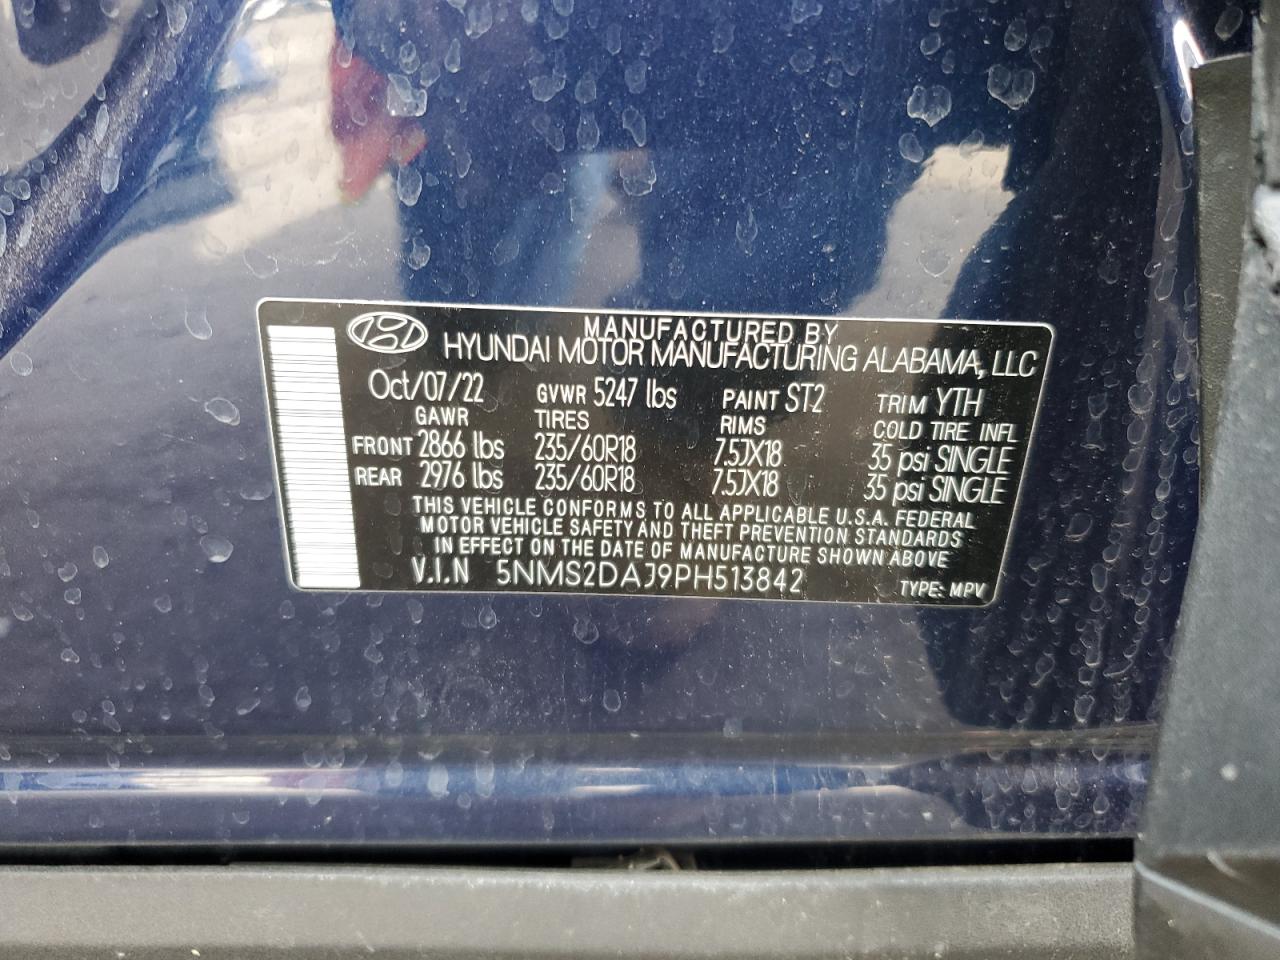 MANUFACTURED BY
HYUNDAI MOTOR MANUFACTURING ALABAMA, LLC
Oct/07/22 GVWR 5247 lbs PAINT ST2 TRIM YTH
GAWR TIRES RIMS COLD TIRE INFL
FRONT 2866 lbs 235/60R18 7.5JX18 35 psi SINGLE
REAR 2976 lbs 235/60R18 7.5JX18 35 psi SINGLE
THIS VEHICLE CONFORMS TO ALL APPLICABLE U.S.A. FEDERAL
MOTOR VEHICLE SAFETY AND THEFT PREVENTION STANDARDS
IN EFFECT ON THE DATE OF MANUFACTURE SHOWN ABOVE
V.I.N 5NMS2DAJ9PH513842 TYPE: MPV